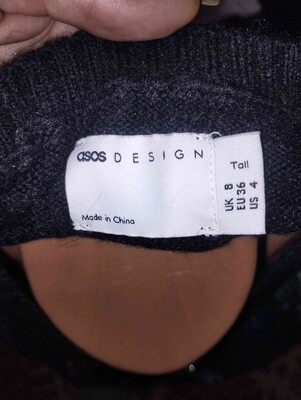 asos DESIGN
Made in China
Tall
UK 8
EU 36
US 4